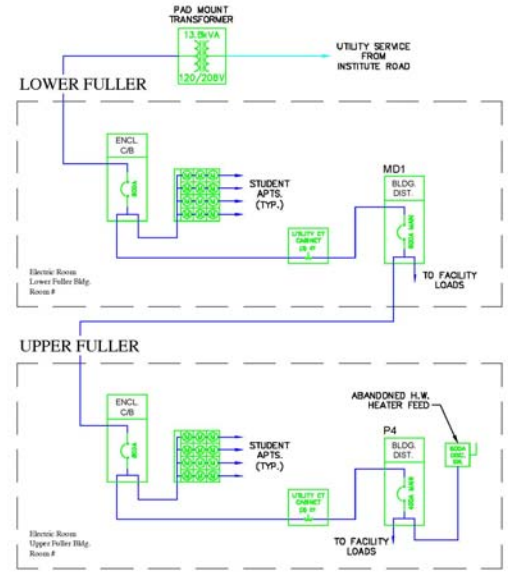 PAD MOUNT
TRANSFORMER
13.8kVA
120/208V
UTILITY SERVICE
FROM
INSTITUTE ROAD
LOWER FULLER
ENCL.
C/B
STUDENT
APTS.
(TYP.)
MD1
BLDG.
DIST.
UTILITY CT
CABINET
TO FACILITY
LOADS
Electric Room
Lower Fuller Bldg.
Room #
UPPER FULLER
ENCL.
C/B
STUDENT
APTS.
(TYP.)
ABANDONED H.W.
HEATER FEED
P4
BLDG.
DIST.
UTILITY CT
CABINET
TO FACILITY
LOADS
Electric Room
Upper Fuller Bldg.
Room #